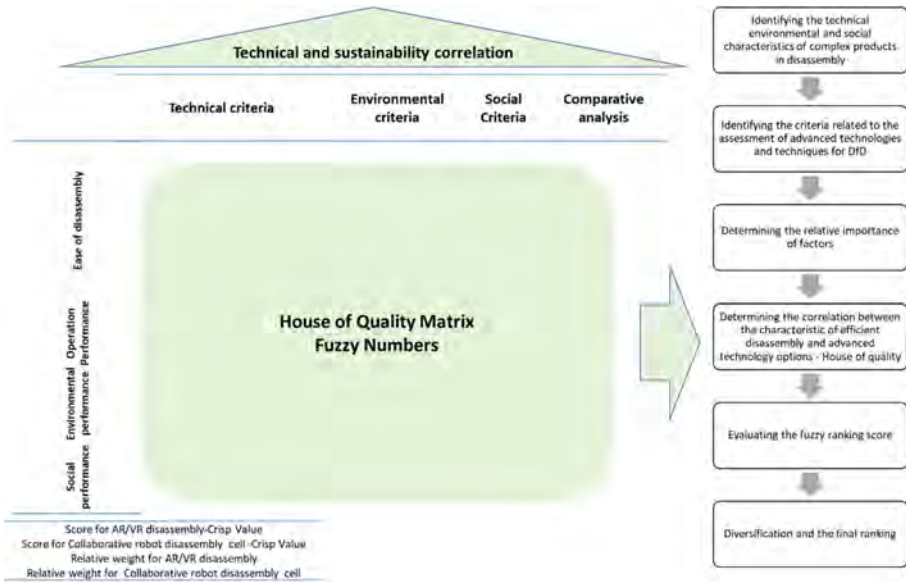 Technical and sustainability correlation
Technical criteria
Environmental
criteria
Social
Criteria
Comparative
analysis
Ease of disassembly
Operation
Performance
Environmental
performance
Social
performance
House of Quality Matrix
Fuzzy Numbers
Score for AR/VR disassembly-Crisp Value
Score for Collaborative robot disassembly cell -Crisp Value
Relative weight for AR/VR disassembly
Relative weight for Collaborative robot disassembly cell
Identifying the technical
environmental and social
characteristics of complex products
in disassembly
Identifying the criteria related to the
assessment of advanced technologies
and techniques for DfD
Determining the relative importance
of factors
Determining the correlation between
the characteristic of efficient
disassembly and advanced
technology options - House of quality
Evaluating the fuzzy ranking score
Diversification and the final ranking